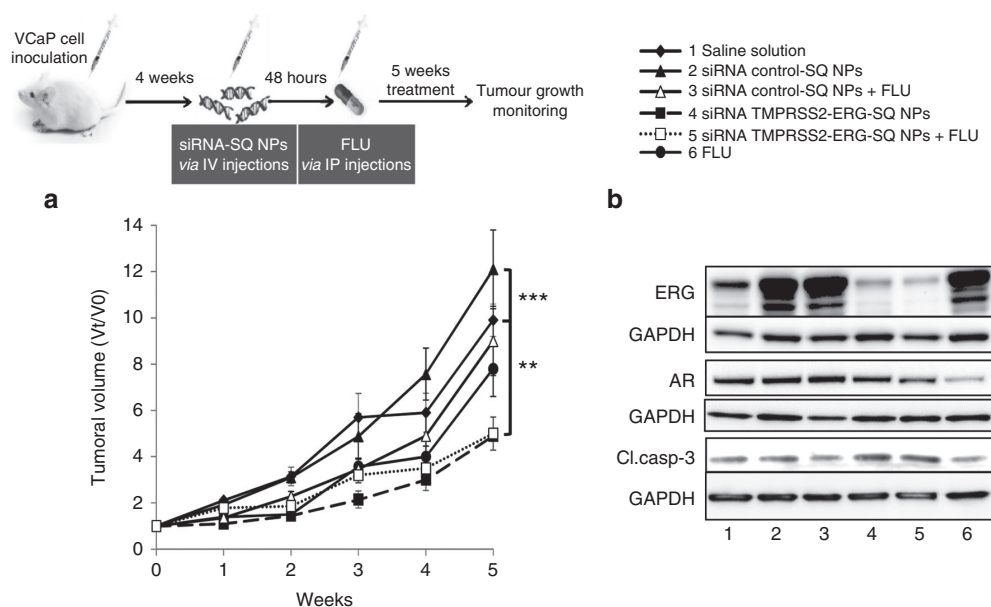 VCaP cell
inoculation
4 weeks
48 hours
5 weeks
treatment
Tumour growth
monitoring
siRNA-SQ NPs
via IV injections
FLU
via IP injections
1 Saline solution
2 siRNA control-SQ NPs
3 siRNA control-SQ NPs + FLU
4 siRNA TMPRSS2-ERG-SQ NPs
5 siRNA TMPRSS2-ERG-SQ NPs + FLU
6 FLU
a
Tumoral volume (Vt/V0)
14
12
10
8
6
4
2
0
0 1 2 3 4 5
Weeks
***
**
b
ERG
GAPDH
AR
GAPDH
Cl.casp-3
GAPDH
1 2 3 4 5 6